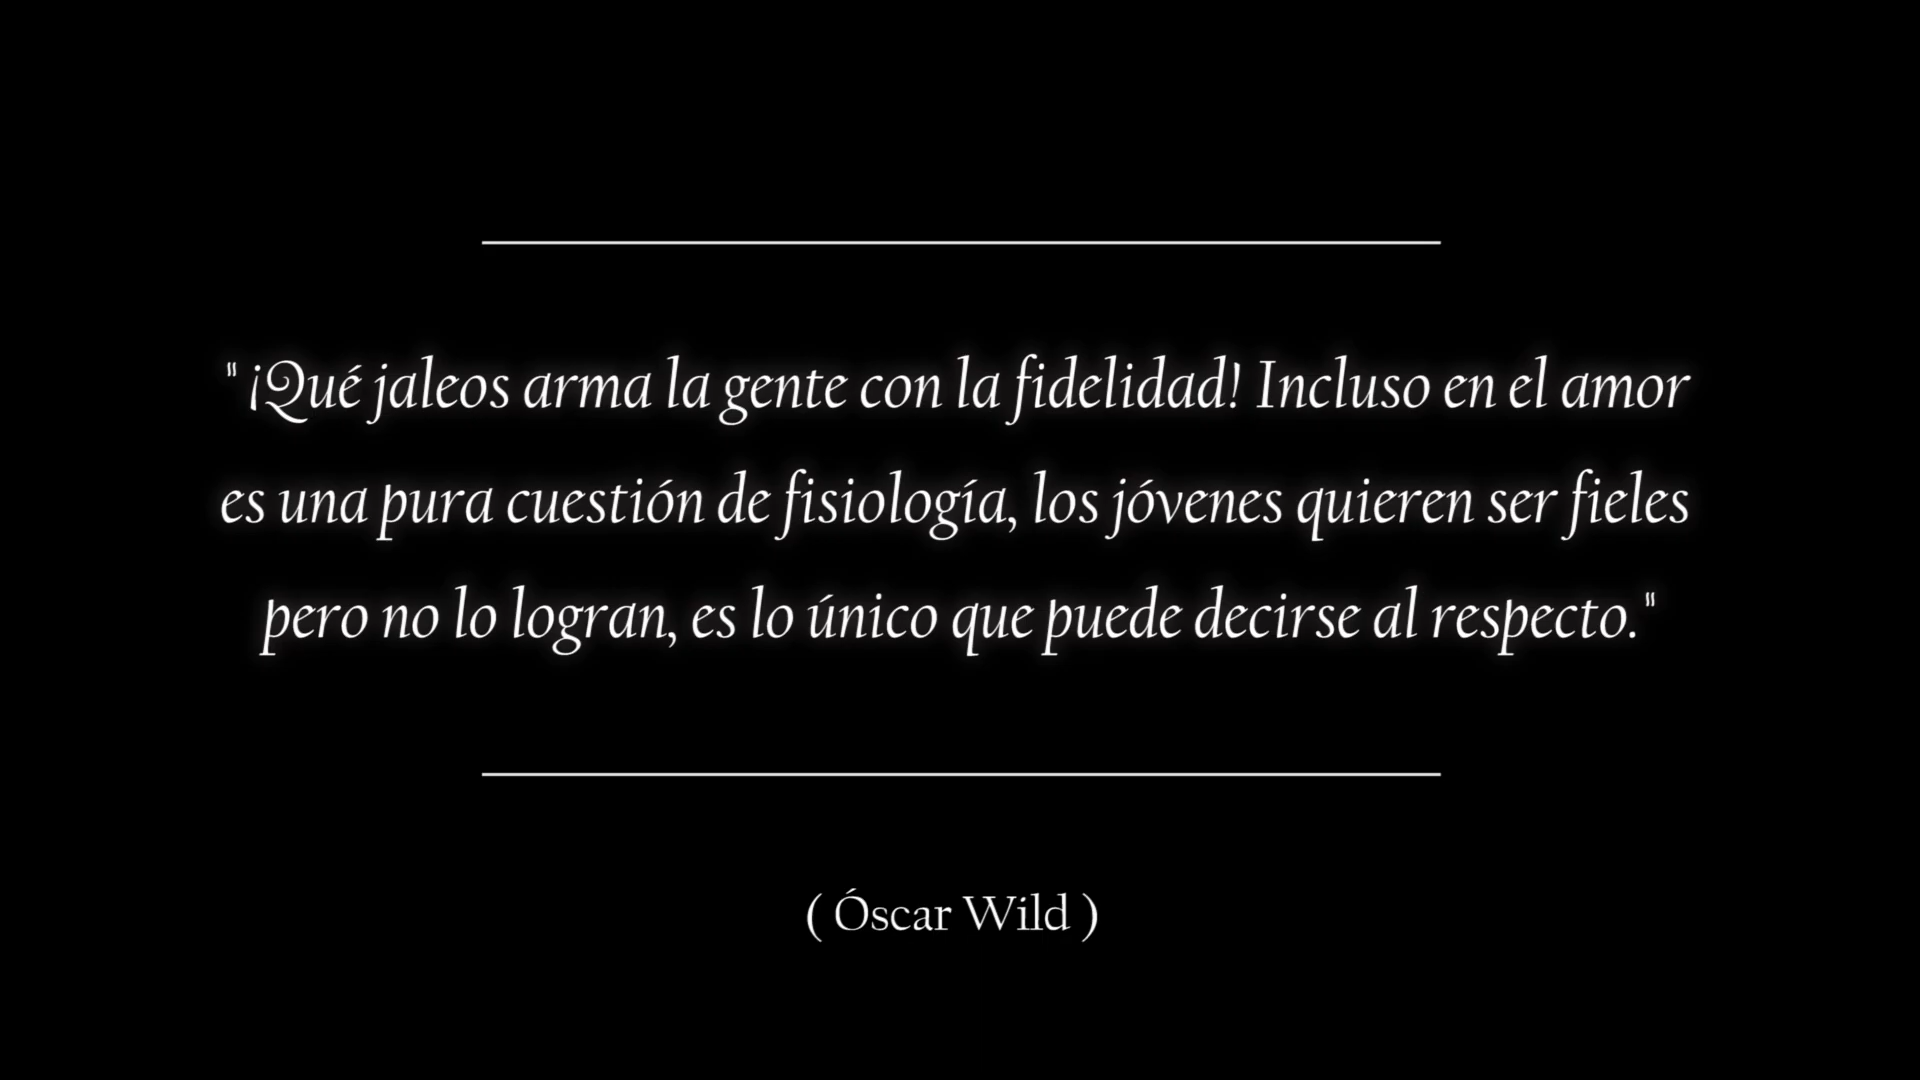 "¡Qué jaleos arma la gente con la fidelidad! Incluso en el amor
es una pura cuestión de fisiología, los jóvenes quieren ser fieles
pero no lo logran, es lo único que puede decirse al respecto."
( Óscar Wild )